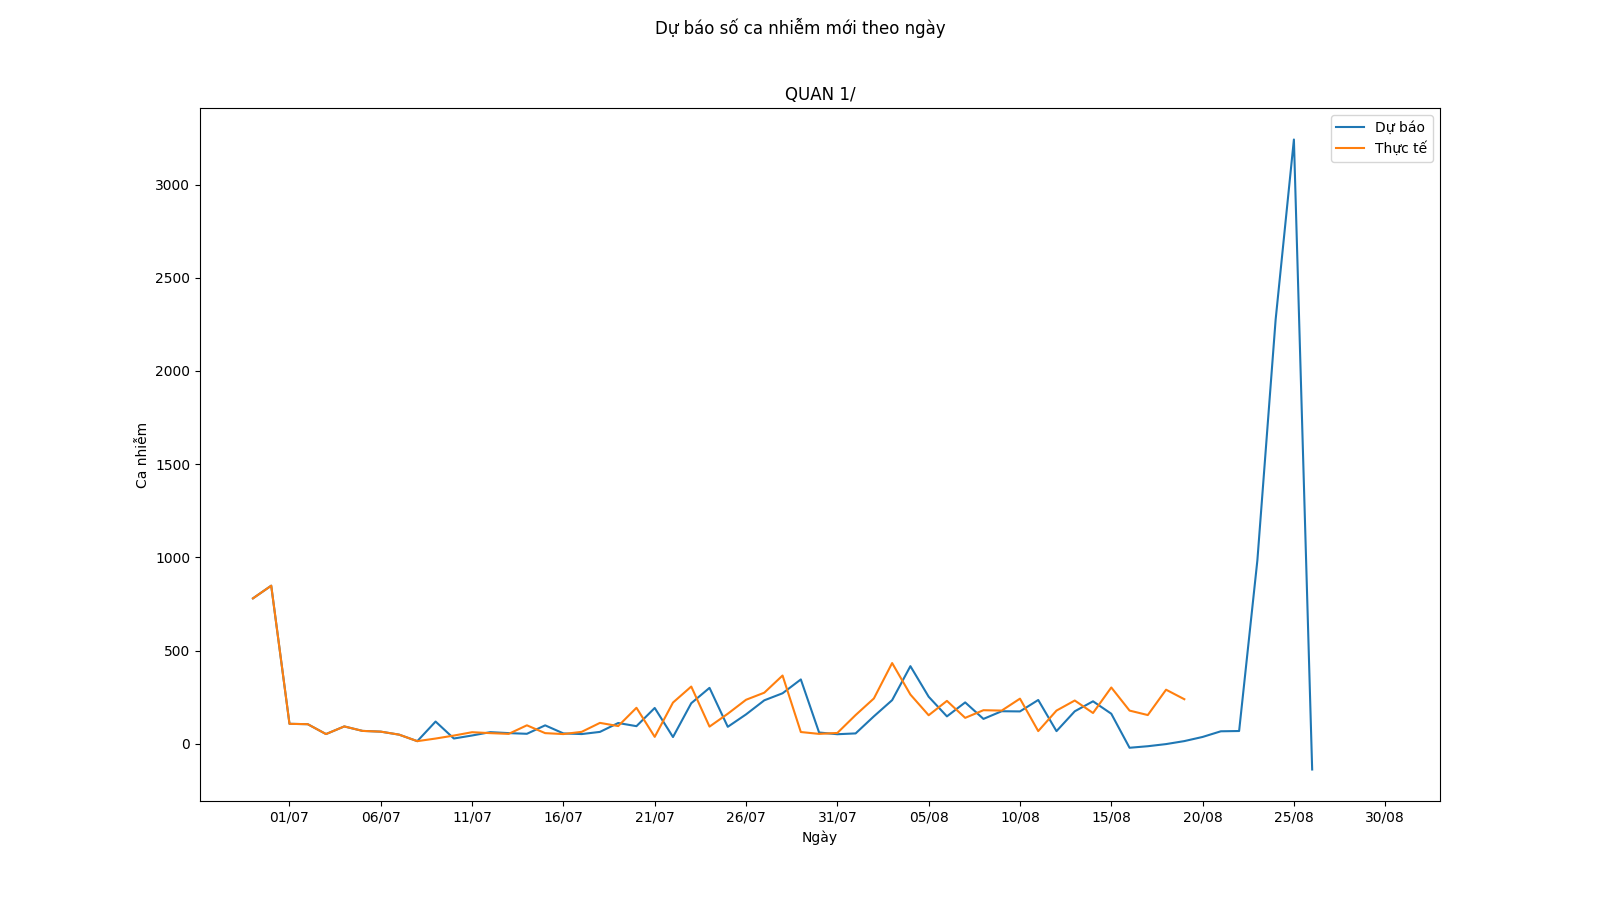 Dự báo số ca nhiễm mới theo ngày
QUAN 1/
Dự báo
Thực tế
3000
2500
2000
1500
1000
500
0
Ca nhiễm
01/07 06/07 11/07 16/07 21/07 26/07 31/07 05/08 10/08 15/08 20/08 25/08 30/08
Ngày